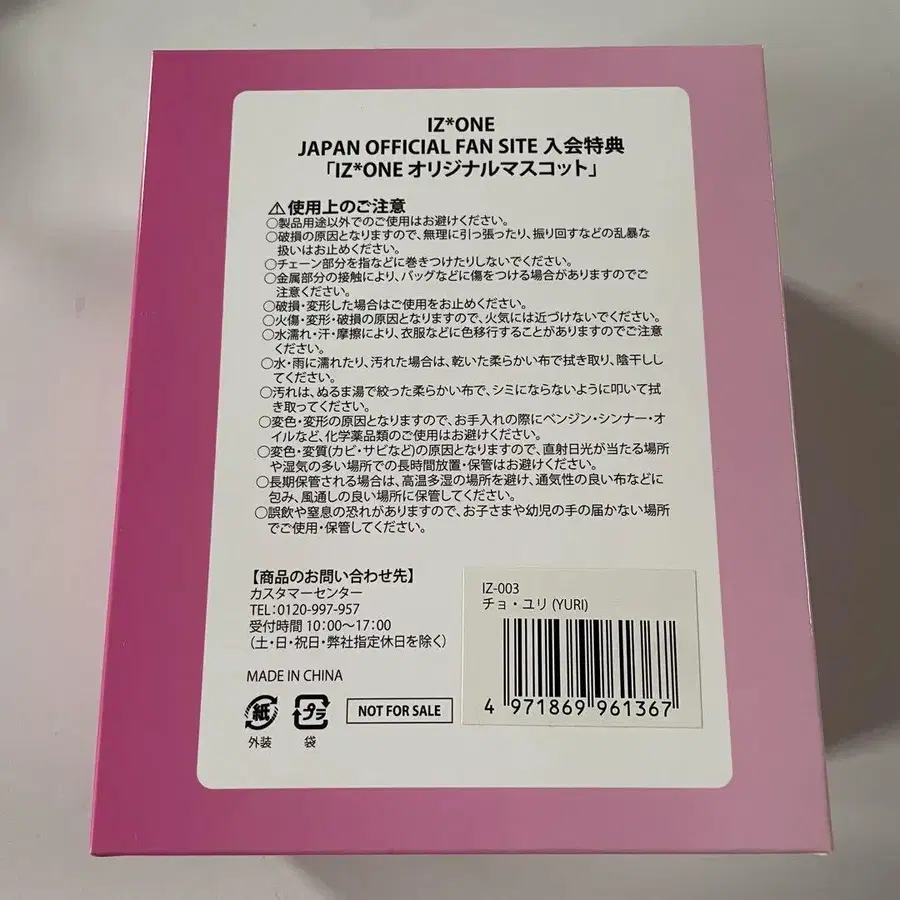 IZ*ONE
JAPAN OFFICIAL FAN SITE 入会特典
「IZ*ONE オリジナルマスコット」
⚠使用上のご注意
○製品用途以外でのご使用はお避けください。
○破損の原因となりますので、無理に引っ張ったり、振り回すなどの乱暴な
扱いはお止めください。
○チェーン部分を指などに巻きつけたりしないでください。
○金属部分の接触により、バッグなどに傷をつける場合がありますのでご
注意ください。
○破損・変形した場合はご使用をお止めください。
○火傷・変形・破損の原因となりますので、火気には近づけないでください。
○水濡れ・汗・摩擦により、衣服などに色移行することがありますのでご注意
ください。
○水・雨に濡れたり、汚れた場合は、乾いた柔らかい布で拭き取り、陰干しし
てください。
○汚れは、ぬるま湯で絞った柔らかい布で、シミにならないように叩いて拭
き取ってください。
○変色・変形の原因となりますので、お手入れの際にベンジン・シンナー・オ
イルなど、化学薬品類のご使用はお避けください。
○変色・変質(カビ・サビなど)の原因となりますので、直射日光が当たる場所
や湿気の多い場所での長時間放置・保管はお避けください。
○長期保管される場合は、高温多湿の場所を避け、通気性の良い布などに
包み、風通しの良い場所に保管してください。
○誤飲や窒息の恐れがありますので、お子さまや幼児の手の届かない場所
でご使用・保管してください。
【商品のお問い合わせ先】
カスタマーセンター
TEL:0120-997-957
受付時間 10:00〜17:00
(土・日・祝日・弊社指定休日を除く)
MADE IN CHINA
紙
外装
プラ
袋
NOT FOR SALE
IZ-003
チョ・ユリ (YURI)
4 971869 961367